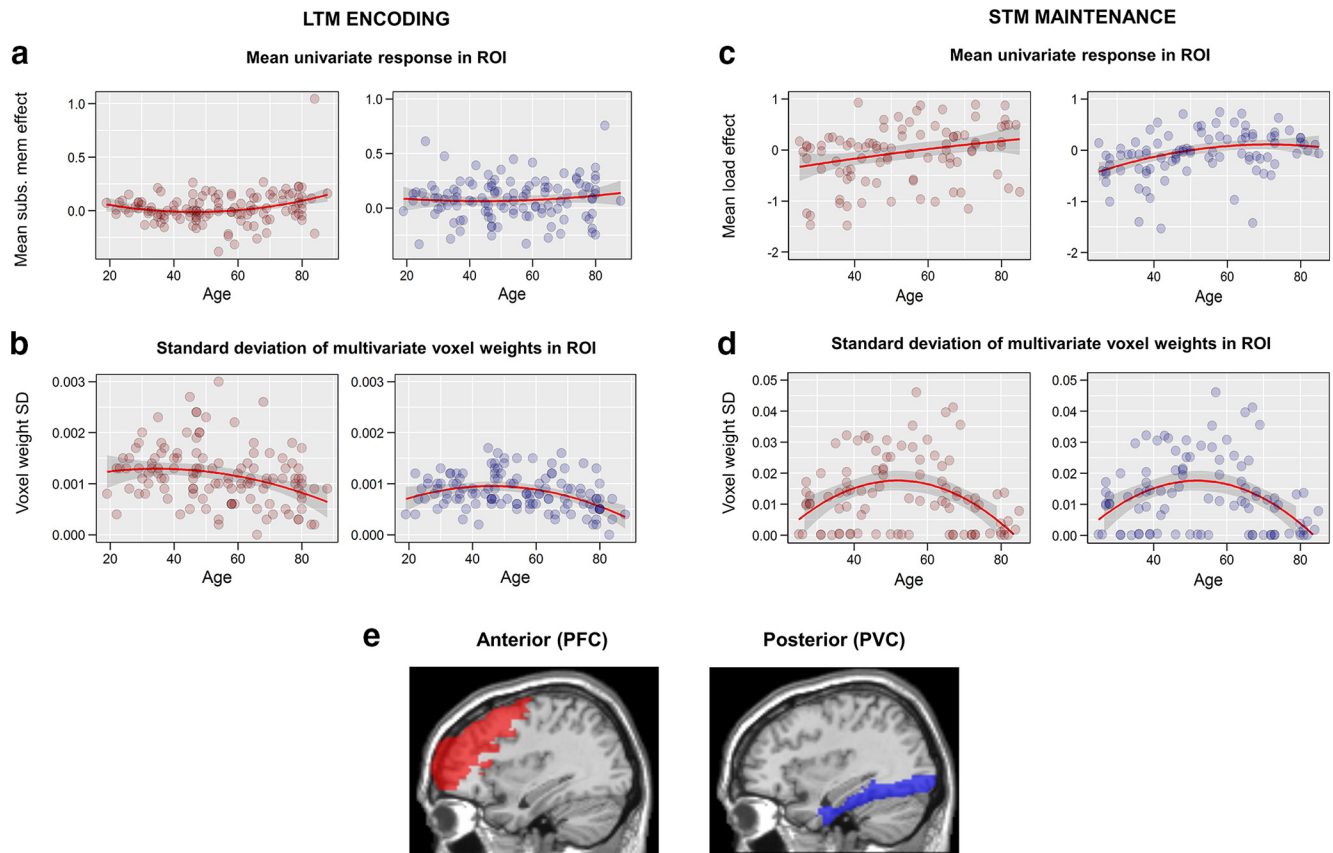 LTM ENCODING
STM MAINTENANCE
a
Mean univariate response in ROI
Mean subs. mem effect
1.0
0.5
0.0
20 40 60 80
Age
1.0
0.5
0.0
20 40 60 80
Age
c
Mean univariate response in ROI
Mean load effect
1
0
-1
-2
40 60 80
Age
1
0
-1
-2
40 60 80
Age
b
Standard deviation of multivariate voxel weights in ROI
Voxel weight SD
0.003
0.002
0.001
0.000
20 40 60 80
Age
0.003
0.002
0.001
0.000
20 40 60 80
Age
d
Standard deviation of multivariate voxel weights in ROI
Voxel weight SD
0.05
0.04
0.03
0.02
0.01
0.00
40 60 80
Age
0.05
0.04
0.03
0.02
0.01
0.00
40 60 80
Age
e
Anterior (PFC)
Posterior (PVC)